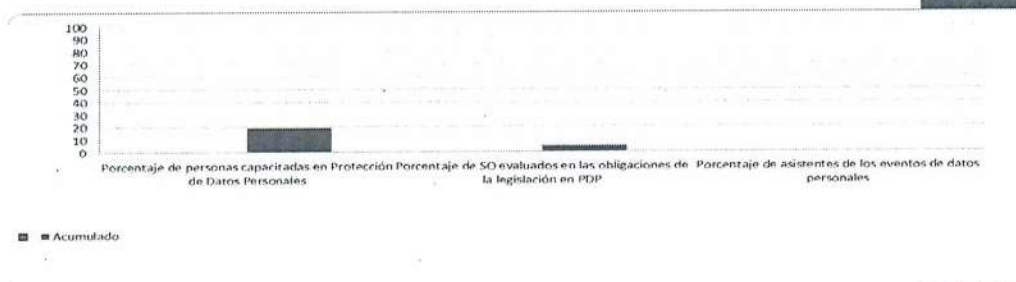 100
90
80
70
60
50
40
30
20
10
0
Porcentaje de personas capacitadas en Protección
de Datos Personales
Porcentaje de SO evaluados en las obligaciones de
la legislación en PDP
Porcentaje de asistentes de los eventos de datos
personales
Acumulado